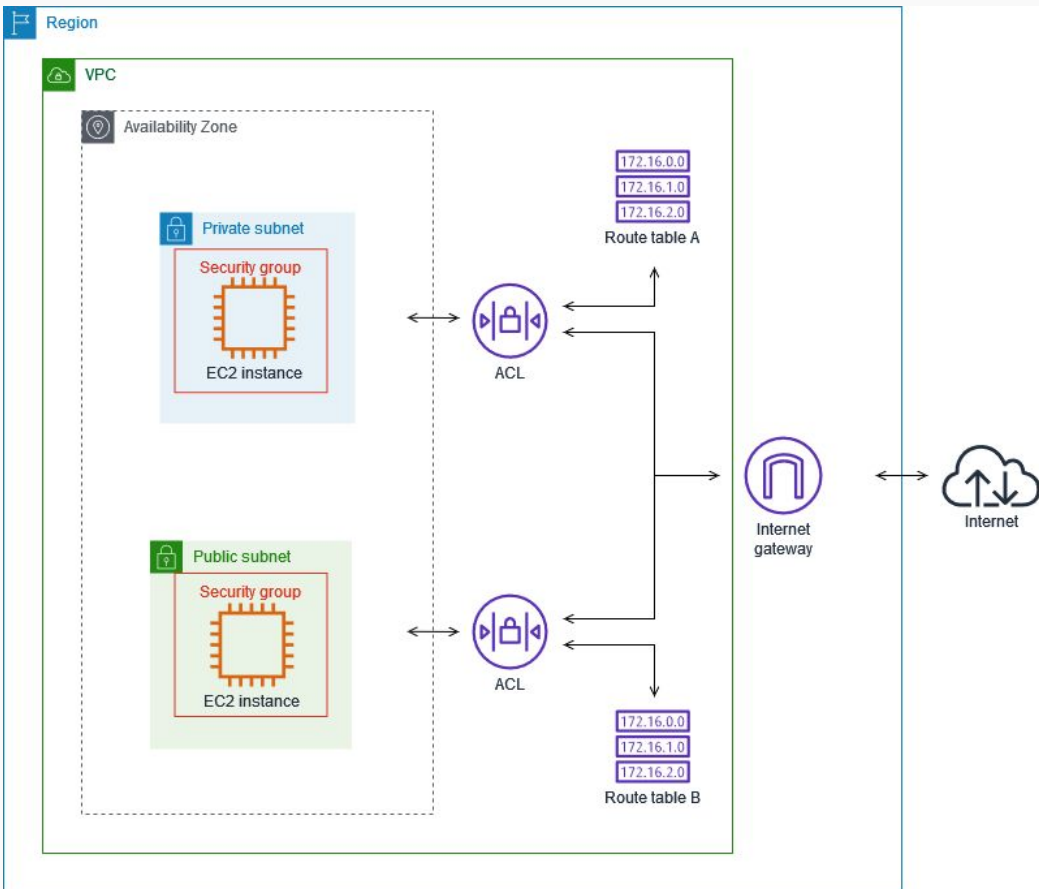 Region
VPC
Availability Zone
172.16.0.0
172.16.1.0
172.16.2.0
Route table A
Private subnet
Security group
EC2 instance
ACL
Internet
gateway
Internet
Public subnet
Security group
EC2 instance
ACL
172.16.0.0
172.16.1.0
172.16.2.0
Route table B